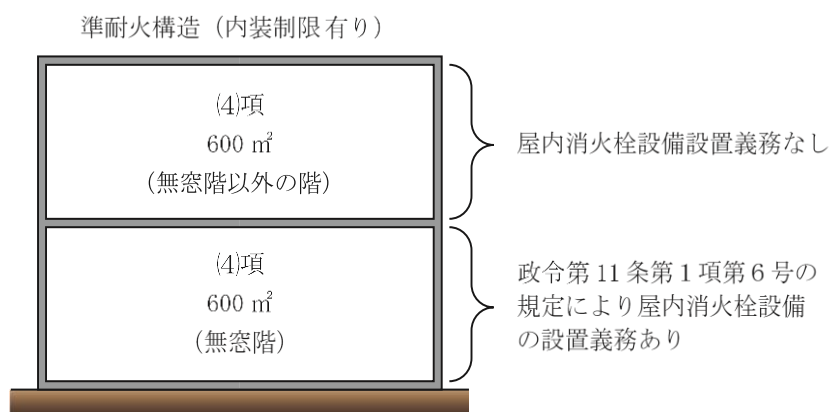 準耐火構造（内装制限有り）
⑷項
600 ㎡
（無窓階以外の階）
屋内消火栓設備設置義務なし
⑷項
600 ㎡
（無窓階）
政令第 11 条第１項第６号の
規定により屋内消火栓設備
の設置義務あり